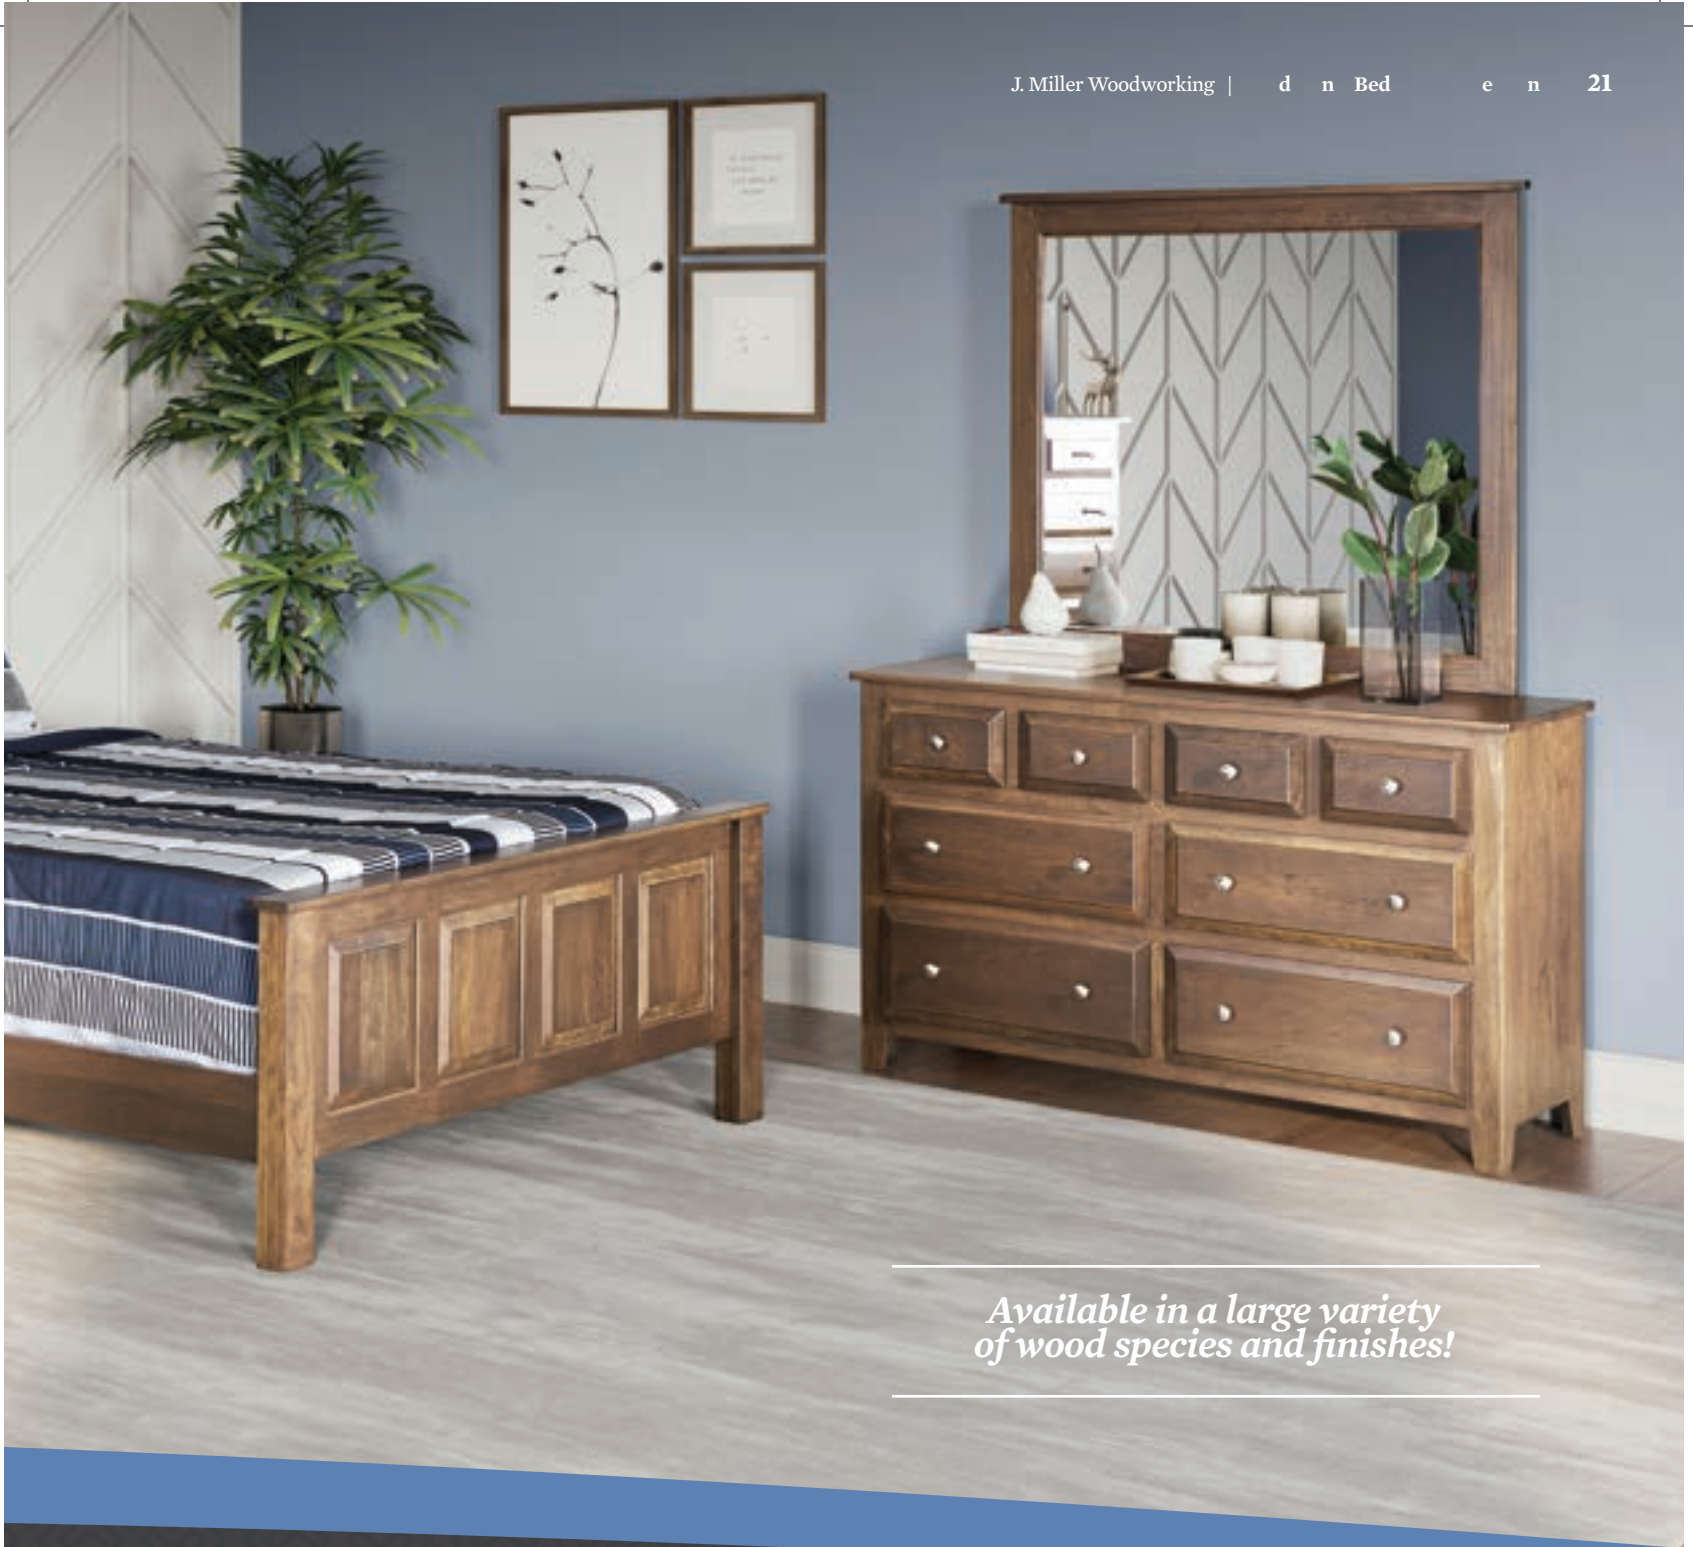 J. Miller Woodworking | d n Bed e n 21
Available in a large variety
of wood species and finishes!